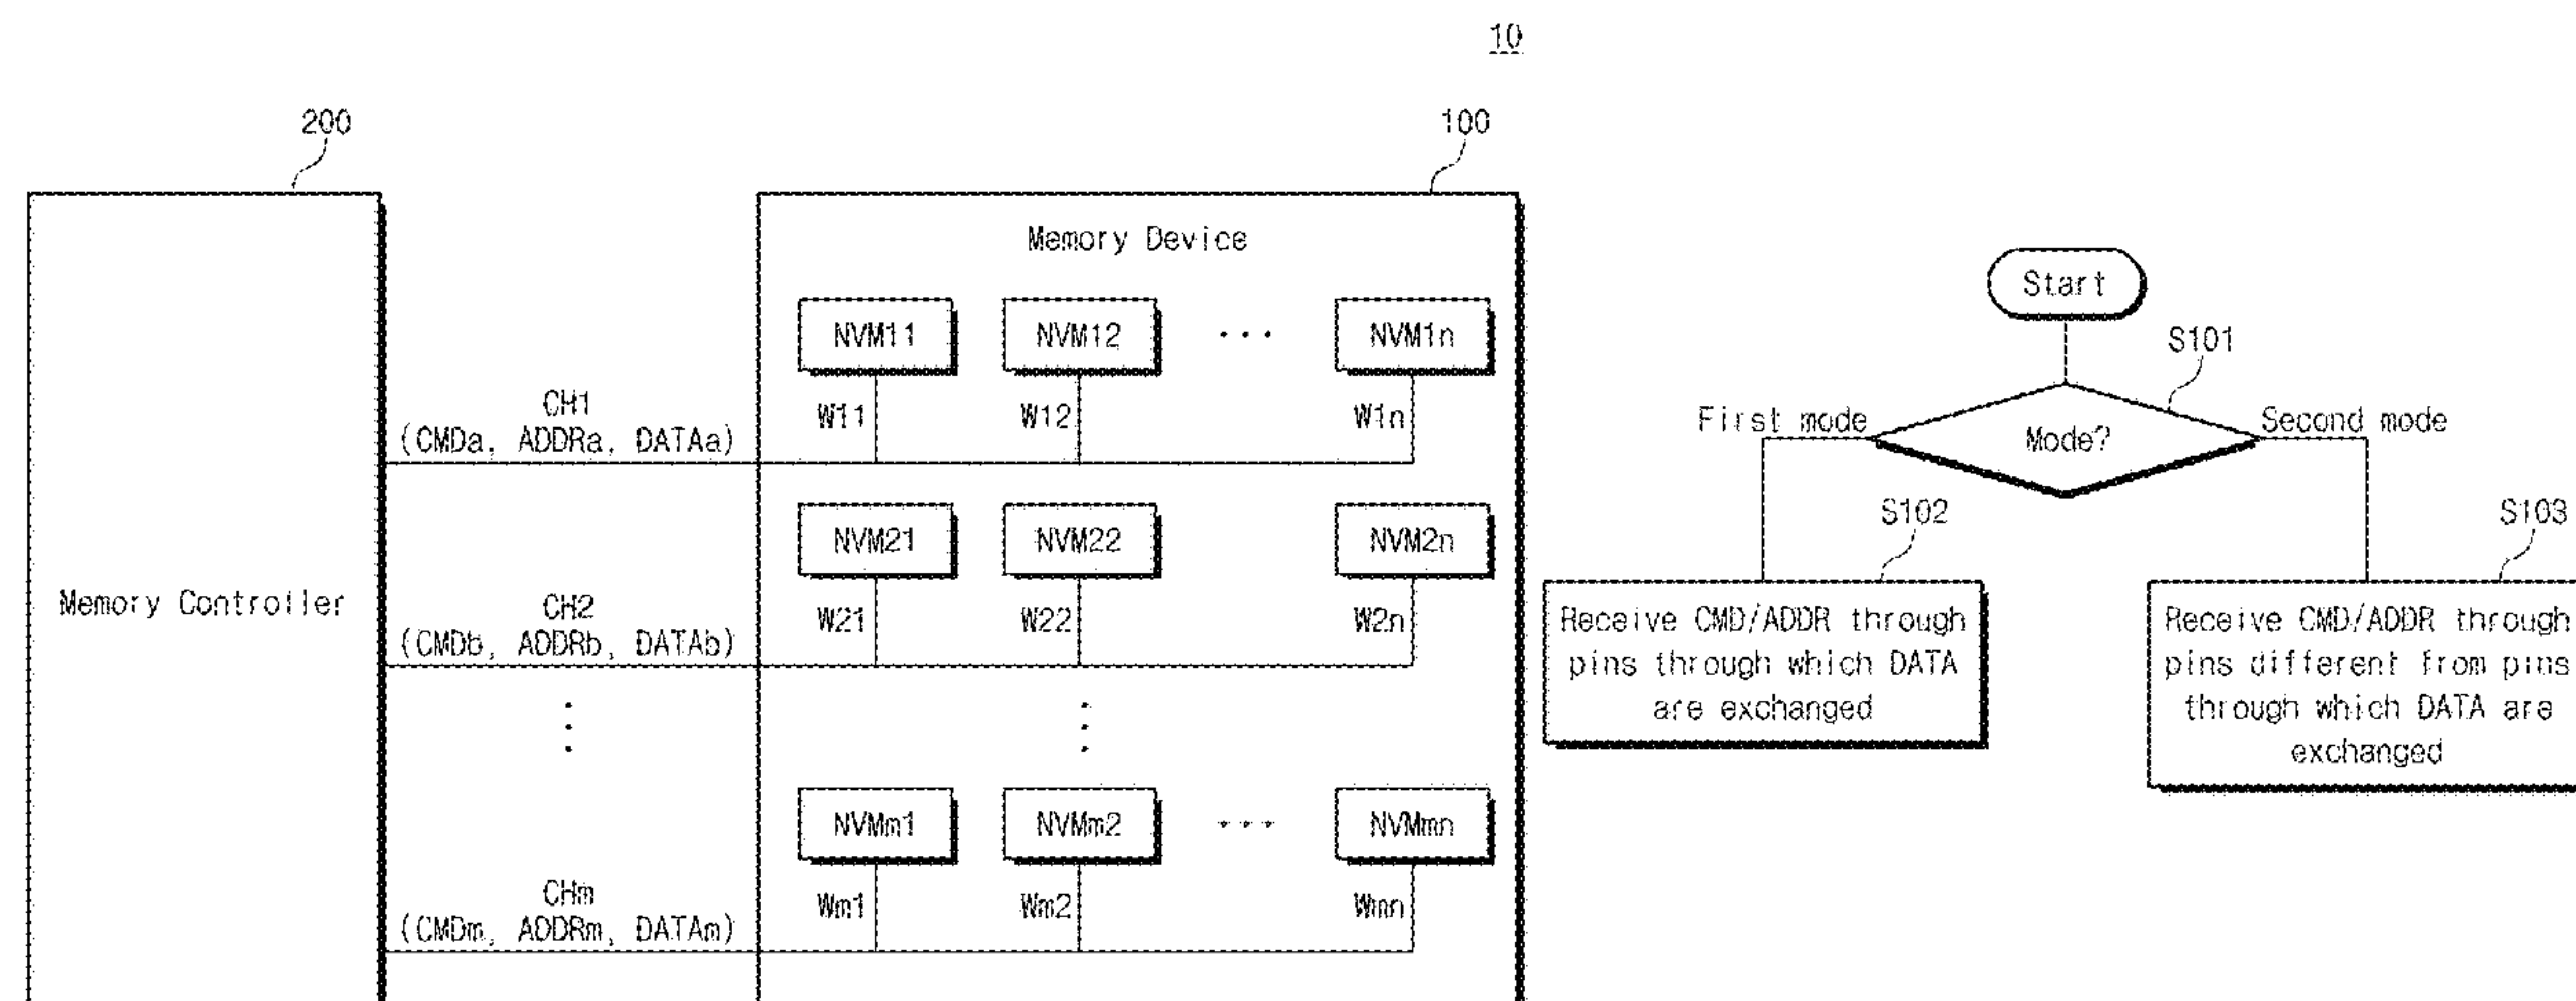 10
200
100
Memory Device
NVM11 NVM12 ... NVM1n
CH1
W11 W12 W1n
(CMDa, ADDRa, DATAa)
NVM21 NVM22 NVM2n
Memory Controller
CH2
W21 W22 W2n
(CMDb, ADDRb, DATAb)
NVMm1 NVMm2 ... NVMmn
CHm
Wm1 Wm2 Wmn
(CMDm, ADDRm, DATAm)
Start
S101
First mode
Mode?
Second mode
S102
Receive CMD/ADDR through
pins through which DATA
are exchanged
S103
Receive CMD/ADDR through
pins different from pins
through which DATA are
exchanged